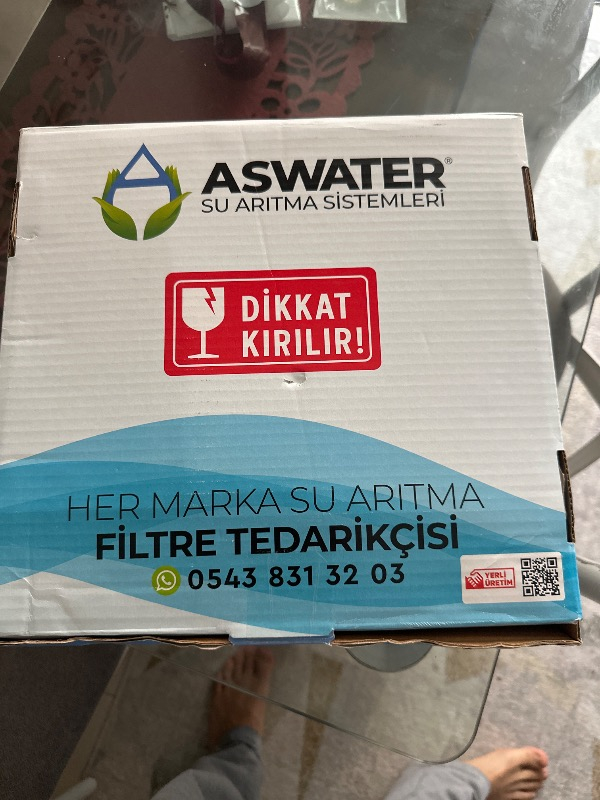 ASWATER®
SU ARITMA SİSTEMLERİ
DİKKAT
KIRILIR!
HER MARKA SU ARITMA
FİLTRE TEDARİKÇİSİ
0543 831 32 03
YERLİ
ÜRETİM